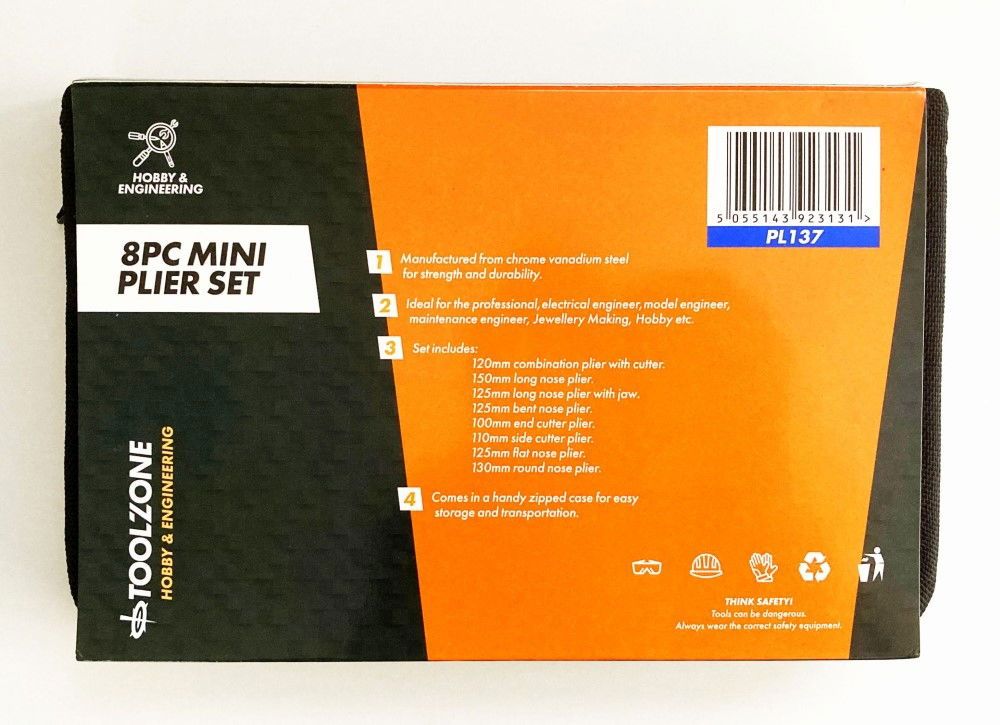 HOBBY &
ENGINEERING
8PC MINI
PLIER SET
TOOLZONE
HOBBY & ENGINEERING
5 055143 923131 >
PL137
1 Manufactured from chrome vanadium steel
for strength and durability.
2 Ideal for the professional, electrical engineer, model engineer,
maintenance engineer, Jewellery Making, Hobby etc.
3 Set includes:
120mm combination plier with cutter.
150mm long nose plier.
125mm long nose plier with jaw.
125mm bent nose plier.
100mm end cutter plier.
110mm side cutter plier.
125mm flat nose plier.
130mm round nose plier.
4 Comes in a handy zipped case for easy
storage and transportation.
THINK SAFETY!
Tools can be dangerous.
Always wear the correct safety equipment.